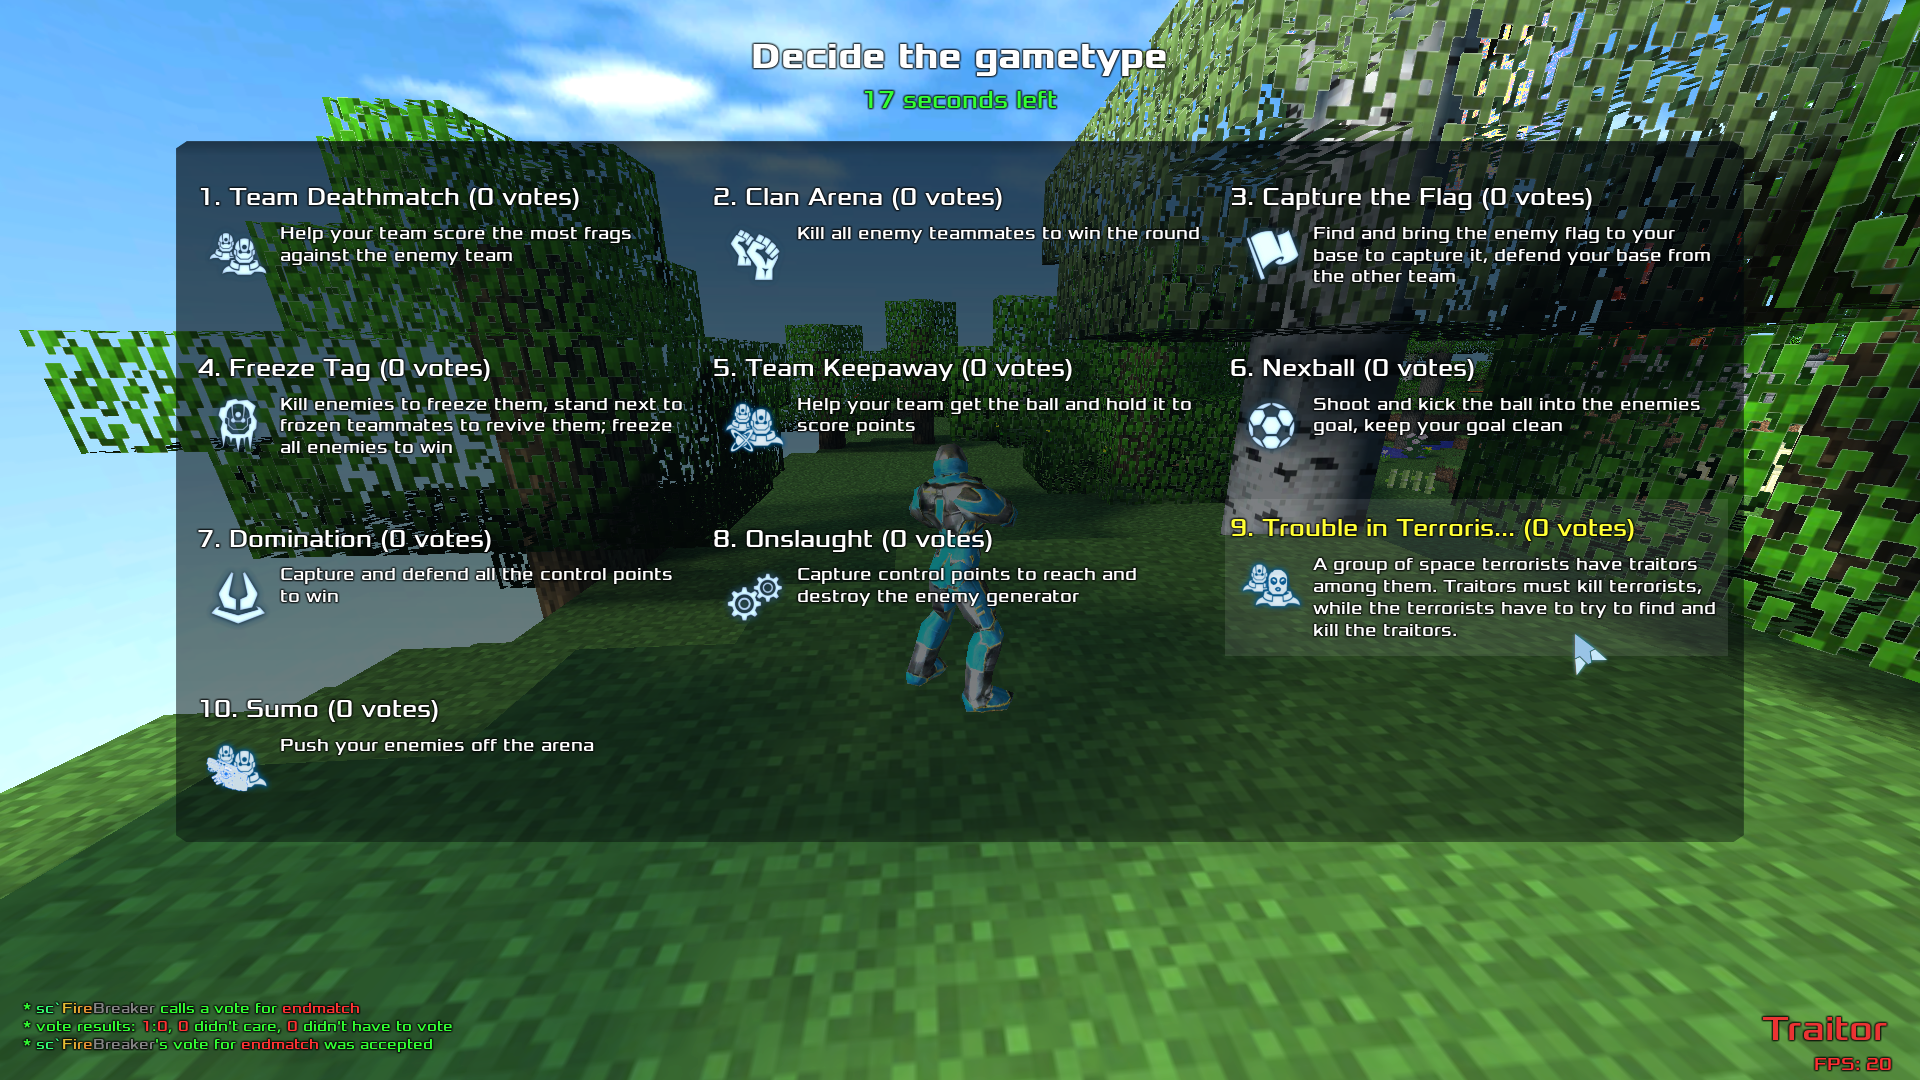 Decide the gametype
17 seconds left
1. Team Deathmatch (0 votes)
Help your team score the most frags
against the enemy team
2. Clan Arena (0 votes)
Kill all enemy teammates to win the round
3. Capture the Flag (0 votes)
Find and bring the enemy flag to your
base to capture it, defend your base from
the other team
4. Freeze Tag (0 votes)
Kill enemies to freeze them, stand next to
frozen teammates to revive them; freeze
all enemies to win
5. Team Keepaway (0 votes)
Help your team get the ball and hold it to
score points
6. Nexball (0 votes)
Shoot and kick the ball into the enemies
goal, keep your goal clean
7. Domination (0 votes)
Capture and defend all the control points
to win
8. Onslaught (0 votes)
Capture control points to reach and
destroy the enemy generator
9. Trouble in Terroris... (0 votes)
A group of space terrorists have traitors
among them. Traitors must kill terrorists,
while the terrorists have to try to find and
kill the traitors.
10. Sumo (0 votes)
Push your enemies off the arena
* sc`FireBreaker calls a vote for endmatch
* vote results: 1:0, 0 didn't care, 0 didn't have to vote
* sc`FireBreaker's vote for endmatch was accepted
Traitor
FPS: 20